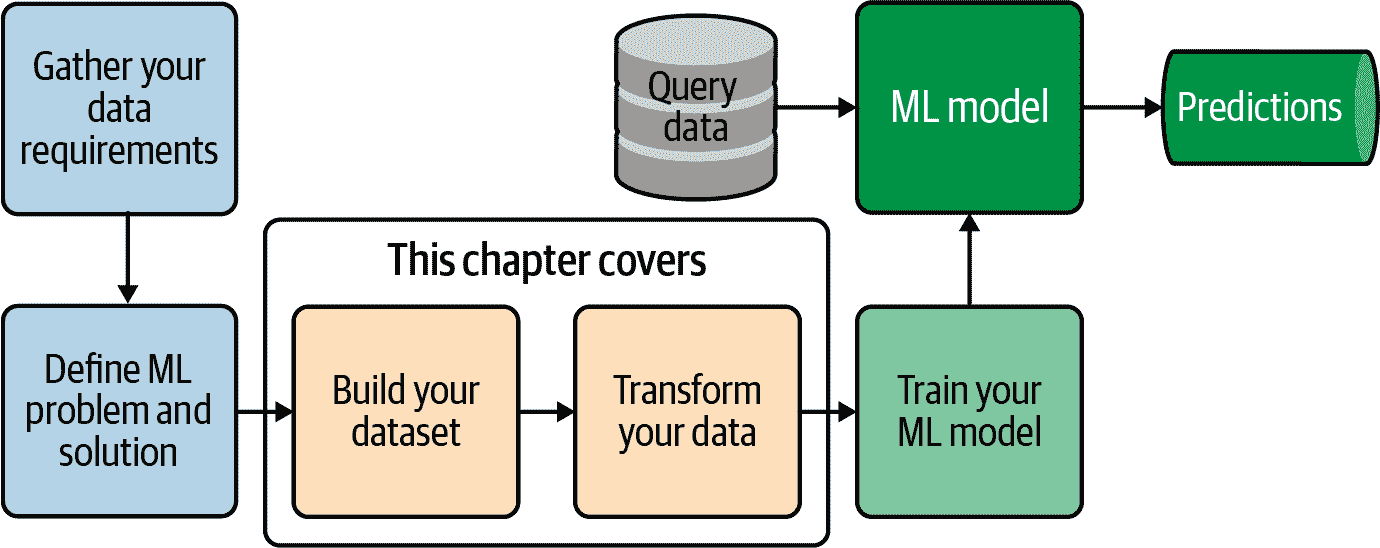 Gather your
data
requirements
Query
data
ML model
Predictions
This chapter covers
Define ML
problem and
solution
Build your
dataset
Transform
your data
Train your
ML model